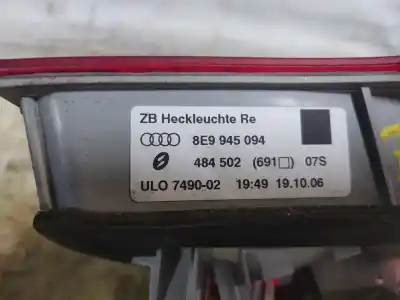 ZB Heckleuchte Re
8E9 945 094
484 502 (691□) 07S
ULO 7490-02 19:49 19.10.06